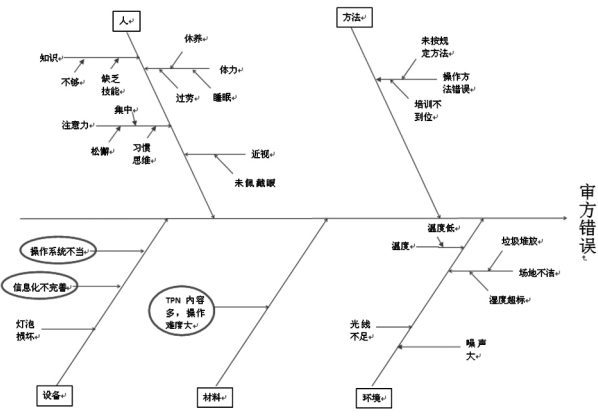 人
方法
休养
未按规
定方法
知识
体力
操作方
法错误
不够
缺乏
技能
过劳
睡眠
集中
培训不
到位
注意力
松懈
习惯
思维
近视
未佩戴眼
审方错误
温度低
操作系统不当
温度
垃圾堆放
信息化不完善
场地不洁
TPN 内容
多，操作
难度大
湿度超标
灯泡
损坏
光线
不足
噪声
大
设备
材料
环境